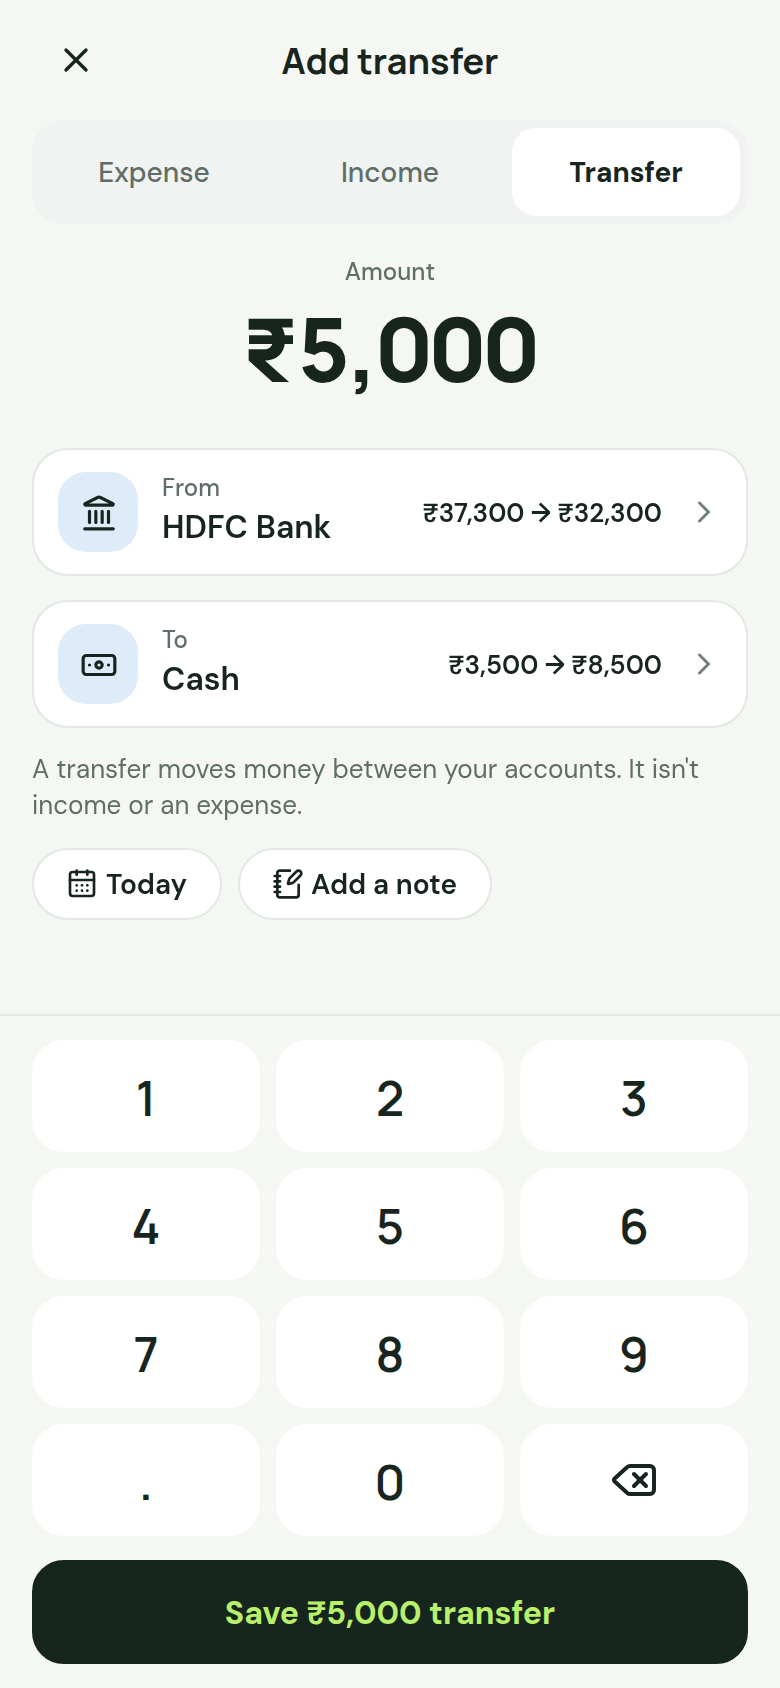 Add transfer
Expense
Income
Transfer
Amount
₹5,000
From
HDFC Bank
₹37,300 → ₹32,300
To
Cash
₹3,500 → ₹8,500
A transfer moves money between your accounts. It isn't
income or an expense.
Today
Add a note
1
2
3
4
5
6
7
8
9
.
0
Save ₹5,000 transfer